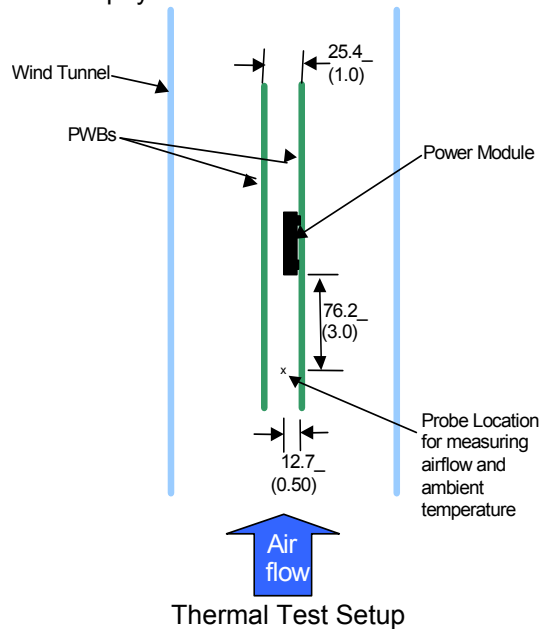 25.4_
(1.0)
Wind Tunnel
PWBs
Power Module
76.2_
(3.0)
x
Probe Location
for measuring
airflow and
ambient
temperature
12.7_
(0.50)
Air
flow
Thermal Test Setup